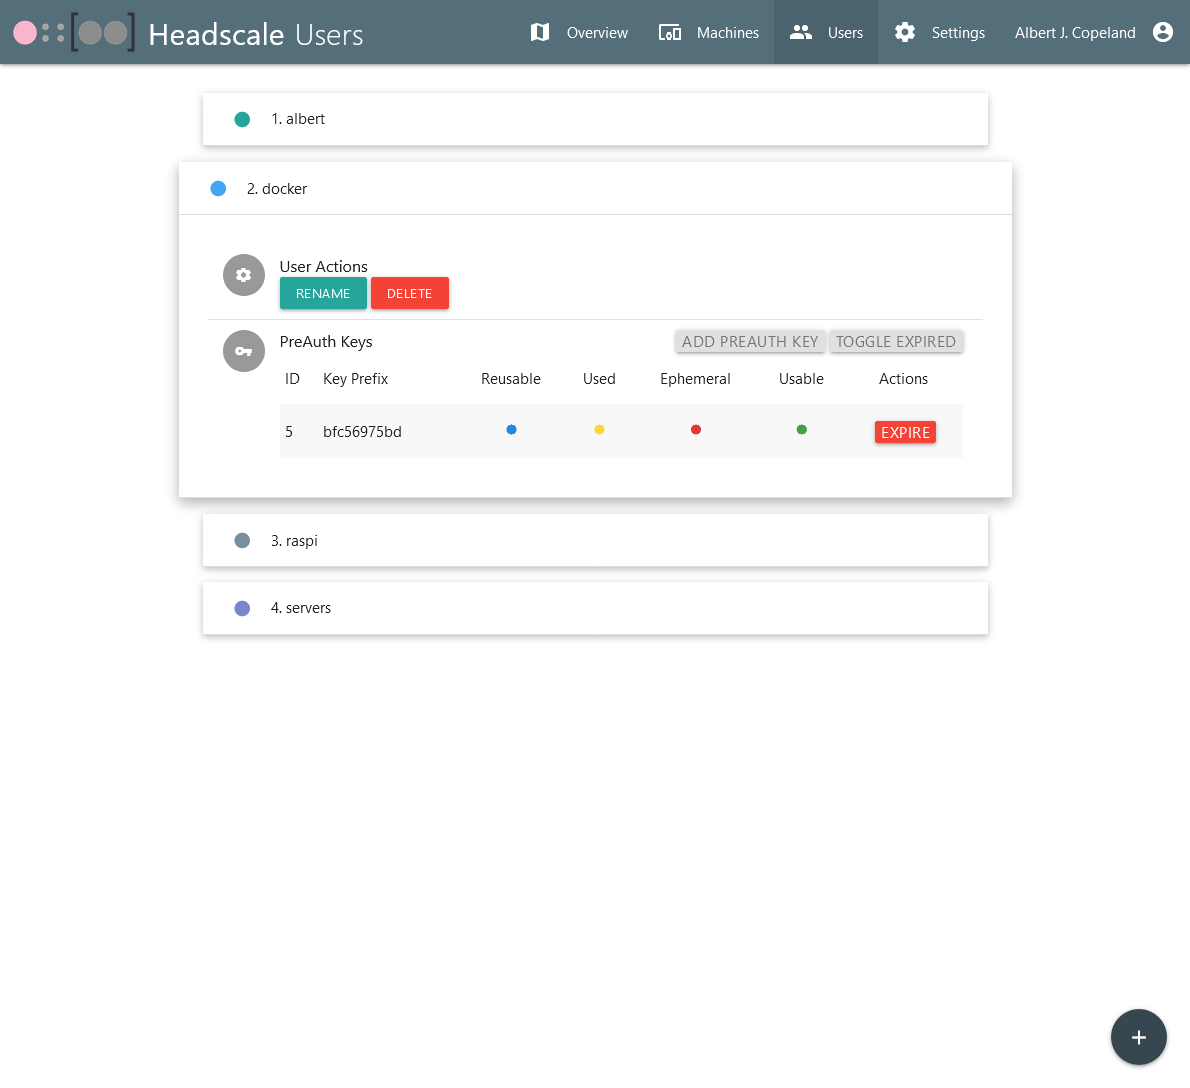 Headscale Users
Overview Machines Users Settings Albert J. Copeland
1. albert
2. docker
User Actions
RENAME DELETE
PreAuth Keys ADD PREAUTH KEY TOGGLE EXPIRED
ID Key Prefix Reusable Used Ephemeral Usable Actions
5 bfc56975bd EXPIRE
3. raspi
4. servers